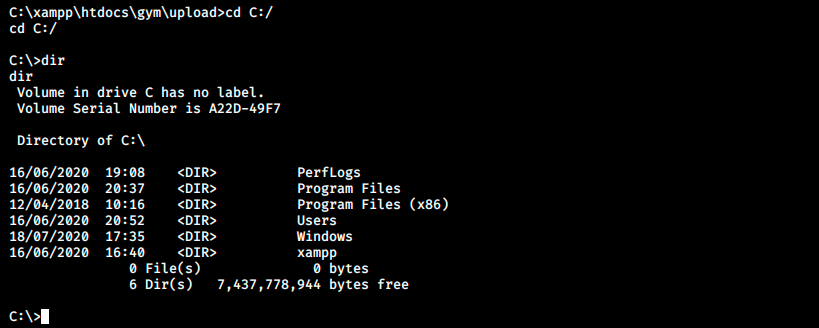 C:\xampp\htdocs\gym\upload>cd C:/
cd C:/
C:\>dir
dir
 Volume in drive C has no label.
 Volume Serial Number is A22D-49F7
 Directory of C:\
16/06/2020  19:08    <DIR>          PerfLogs
16/06/2020  20:37    <DIR>          Program Files
12/04/2018  10:16    <DIR>          Program Files (x86)
16/06/2020  20:52    <DIR>          Users
18/07/2020  17:35    <DIR>          Windows
16/06/2020  16:40    <DIR>          xampp
               0 File(s)              0 bytes
               6 Dir(s)   7,437,778,944 bytes free
C:\>